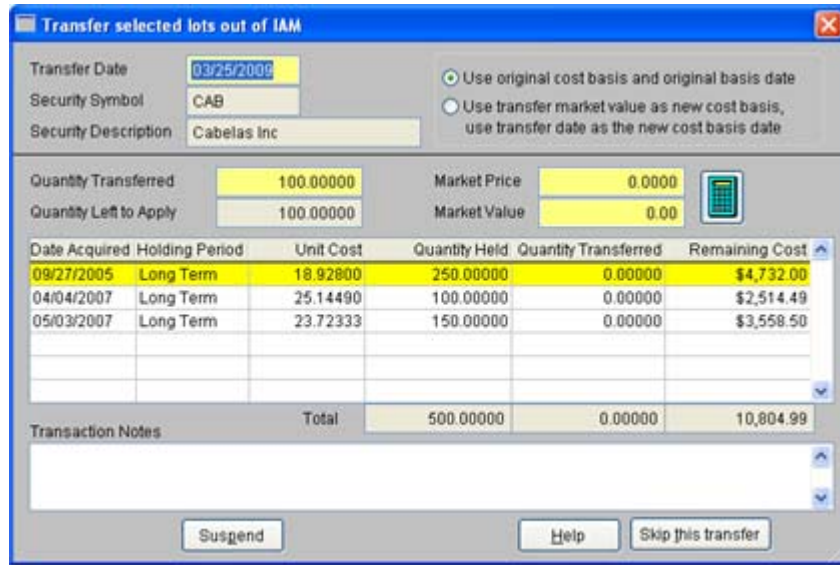 Transfer selected lots out of IAM
Transfer Date 03/25/2009
Security Symbol CAB
Security Description Cabelas Inc
Use original cost basis and original basis date
Use transfer market value as new cost basis,
use transfer date as the new cost basis date
Quantity Transferred 100.00000 Market Price 0.0000
Quantity Left to Apply 100.00000 Market Value 0.00
Date Acquired Holding Period Unit Cost Quantity Held Quantity Transferred Remaining Cost
09/27/2005 Long Term 18.92800 250.00000 0.00000 $4,732.00
04/04/2007 Long Term 25.14490 100.00000 0.00000 $2,514.49
05/03/2007 Long Term 23.72333 150.00000 0.00000 $3,558.50
Total 500.00000 0.00000 10,804.99
Transaction Notes
Suspend Help Skip this transfer